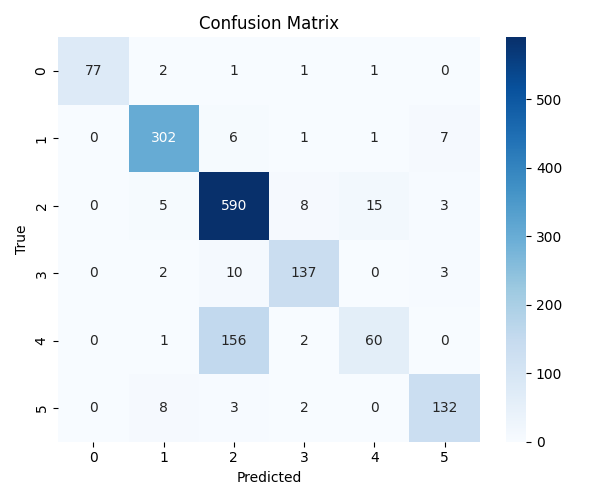 Confusion Matrix
0 77 2 1 1 1 0
1 0 302 6 1 1 7
2 0 5 590 8 15 3
3 0 2 10 137 0 3
4 0 1 156 2 60 0
5 0 8 3 2 0 132
0 1 2 3 4 5
Predicted
True
500
400
300
200
100
0